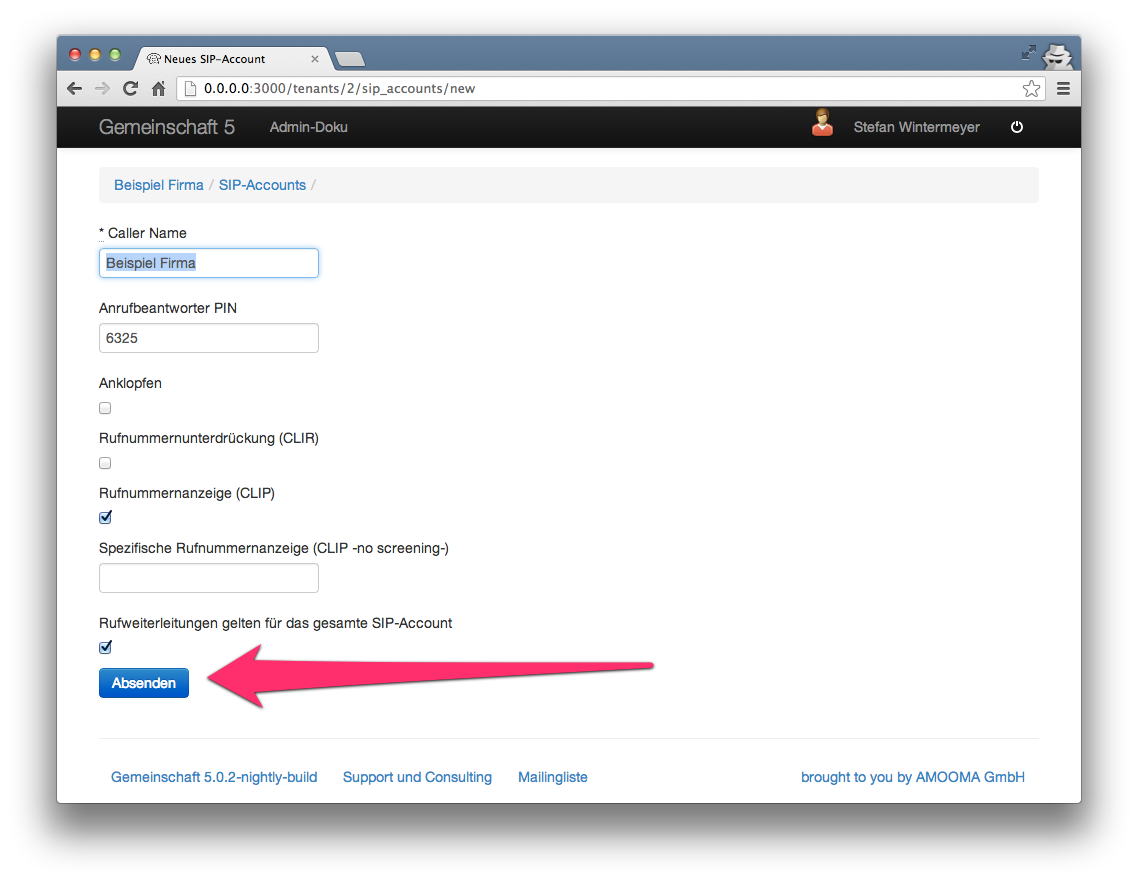 Neues SIP-Account
0.0.0.0:3000/tenants/2/sip_accounts/new
Gemeinschaft 5 Admin-Doku Stefan Wintermeyer
Beispiel Firma / SIP-Accounts /
* Caller Name
Beispiel Firma
Anrufbeantworter PIN
6325
Anklopfen
Rufnummernunterdrückung (CLIR)
Rufnummernanzeige (CLIP)
Spezifische Rufnummernanzeige (CLIP -no screening-)
Rufweiterleitungen gelten für das gesamte SIP-Account
Absenden
Gemeinschaft 5.0.2-nightly-build Support und Consulting Mailingliste brought to you by AMOOMA GmbH